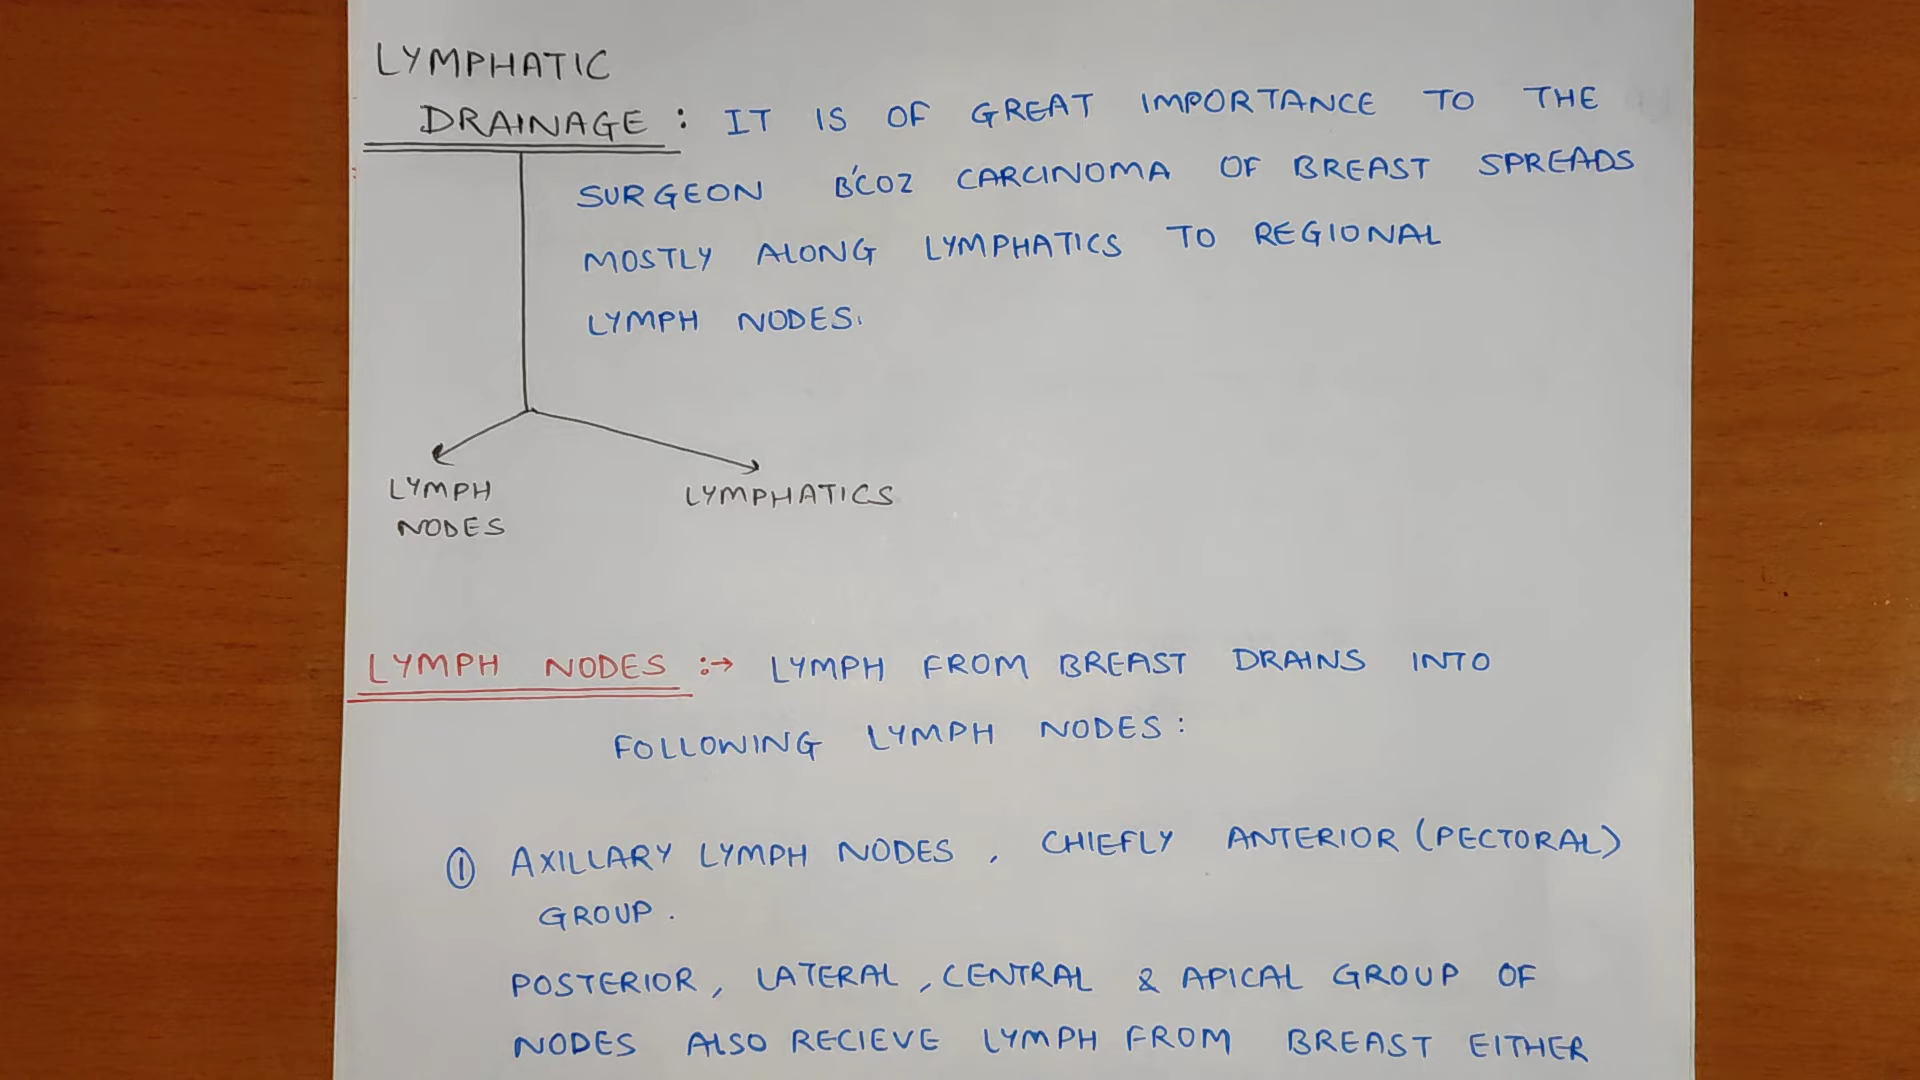 LYMPHATIC
DRAINAGE : IT IS OF GREAT IMPORTANCE TO THE
SURGEON B'COZ CARCINOMA OF BREAST SPREADS
MOSTLY ALONG LYMPHATICS TO REGIONAL
LYMPH NODES.
LYMPH
NODES
LYMPHATICS
LYMPH NODES :→ LYMPH FROM BREAST DRAINS INTO
FOLLOWING LYMPH NODES :
① AXILLARY LYMPH NODES , CHIEFLY ANTERIOR (PECTORAL)
GROUP .
POSTERIOR , LATERAL , CENTRAL & APICAL GROUP OF
NODES ALSO RECIEVE LYMPH FROM BREAST EITHER